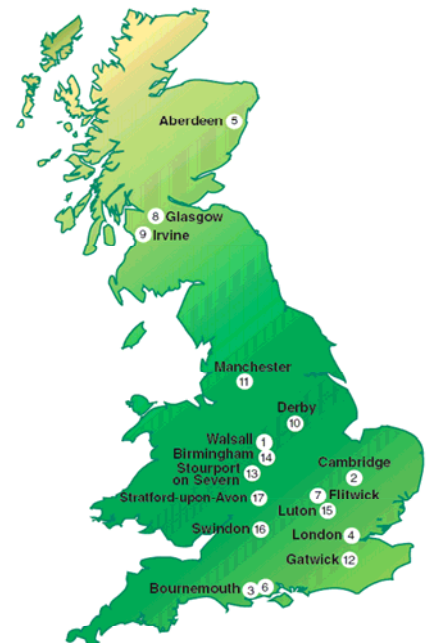 Aberdeen 5
8 Glasgow
9 Irvine
Manchester
11
Derby
10
Walsall 1
Birmingham 14
Stourport
on Severn 13
Cambridge
2
7 Flitwick
Stratford-upon-Avon 17
Luton 15
Swindon 16
London 4
Gatwick 12
Bournemouth 3 6